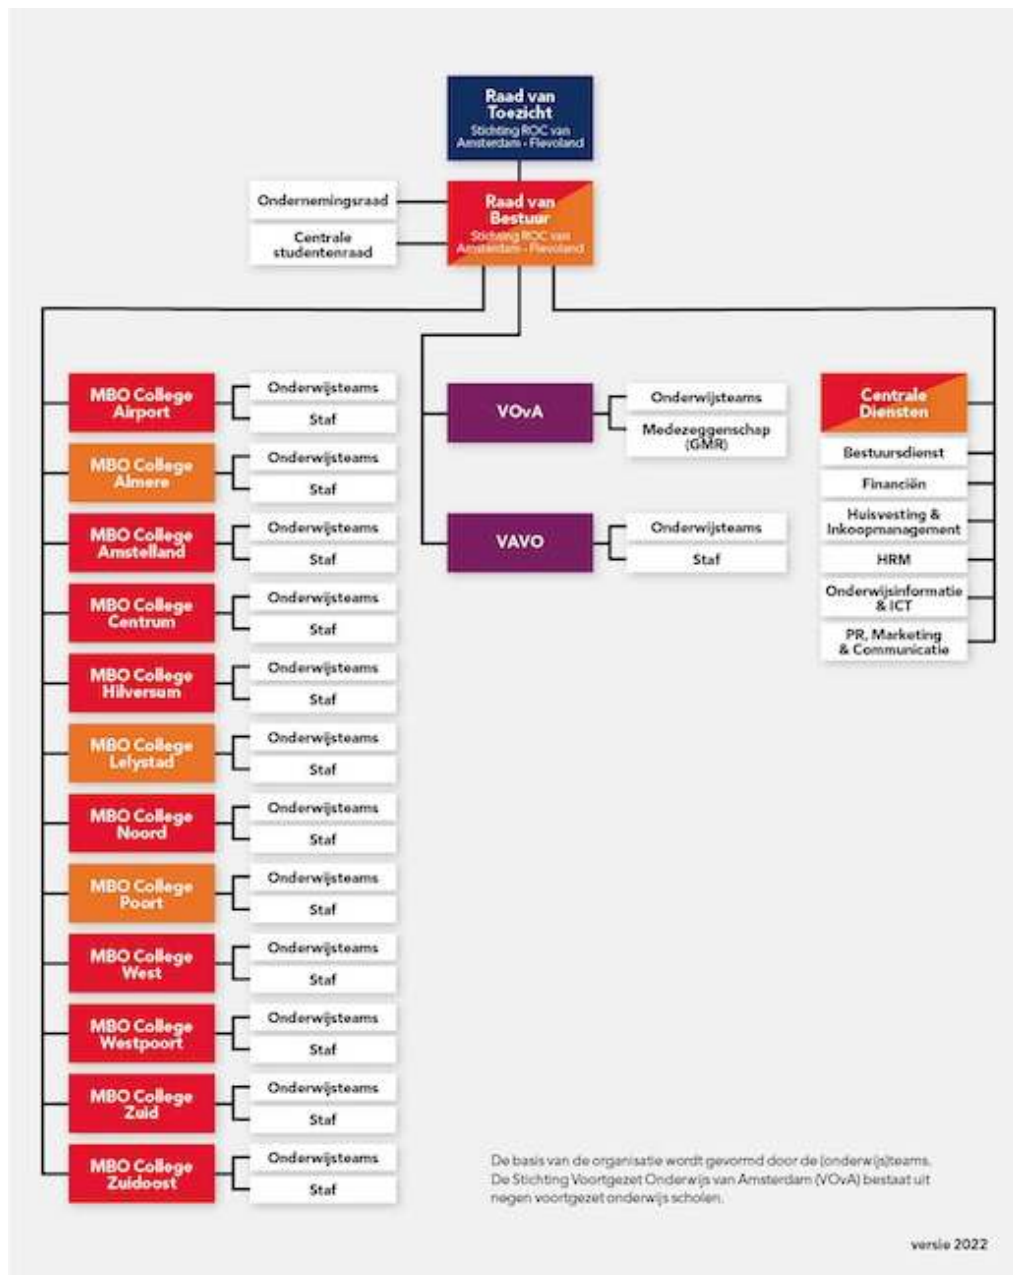 Raad van
Toezicht
Stichting ROC van
Amsterdam - Flevoland
Ondernemingsraad
Centrale
studentenraad
Raad van
Bestuur
Stichting ROC van
Amsterdam - Flevoland
MBO College
Airport
Onderwijsteams
Staf
MBO College
Almere
Onderwijsteams
Staf
MBO College
Amstelland
Onderwijsteams
Staf
MBO College
Centrum
Onderwijsteams
Staf
MBO College
Hilversum
Onderwijsteams
Staf
MBO College
Lelystad
Onderwijsteams
Staf
MBO College
Noord
Onderwijsteams
Staf
MBO College
Poort
Onderwijsteams
Staf
MBO College
West
Onderwijsteams
Staf
MBO College
Westpoort
Onderwijsteams
Staf
MBO College
Zuid
Onderwijsteams
Staf
MBO College
Zuidoost
Onderwijsteams
Staf
VOvA
Onderwijsteams
Medezeggenschap
(GMR)
VAVO
Onderwijsteams
Staf
Centrale
Diensten
Bestuursdienst
Financiën
Huisvesting &
Inkoopmanagement
HRM
Onderwijsinformatie
& ICT
PR, Marketing
& Communicatie
De basis van de organisatie wordt gevormd door de (onderwijs)teams.
De Stichting Voortgezet Onderwijs van Amsterdam (VOvA) bestaat uit
negen voortgezet onderwijs scholen.
versie 2022